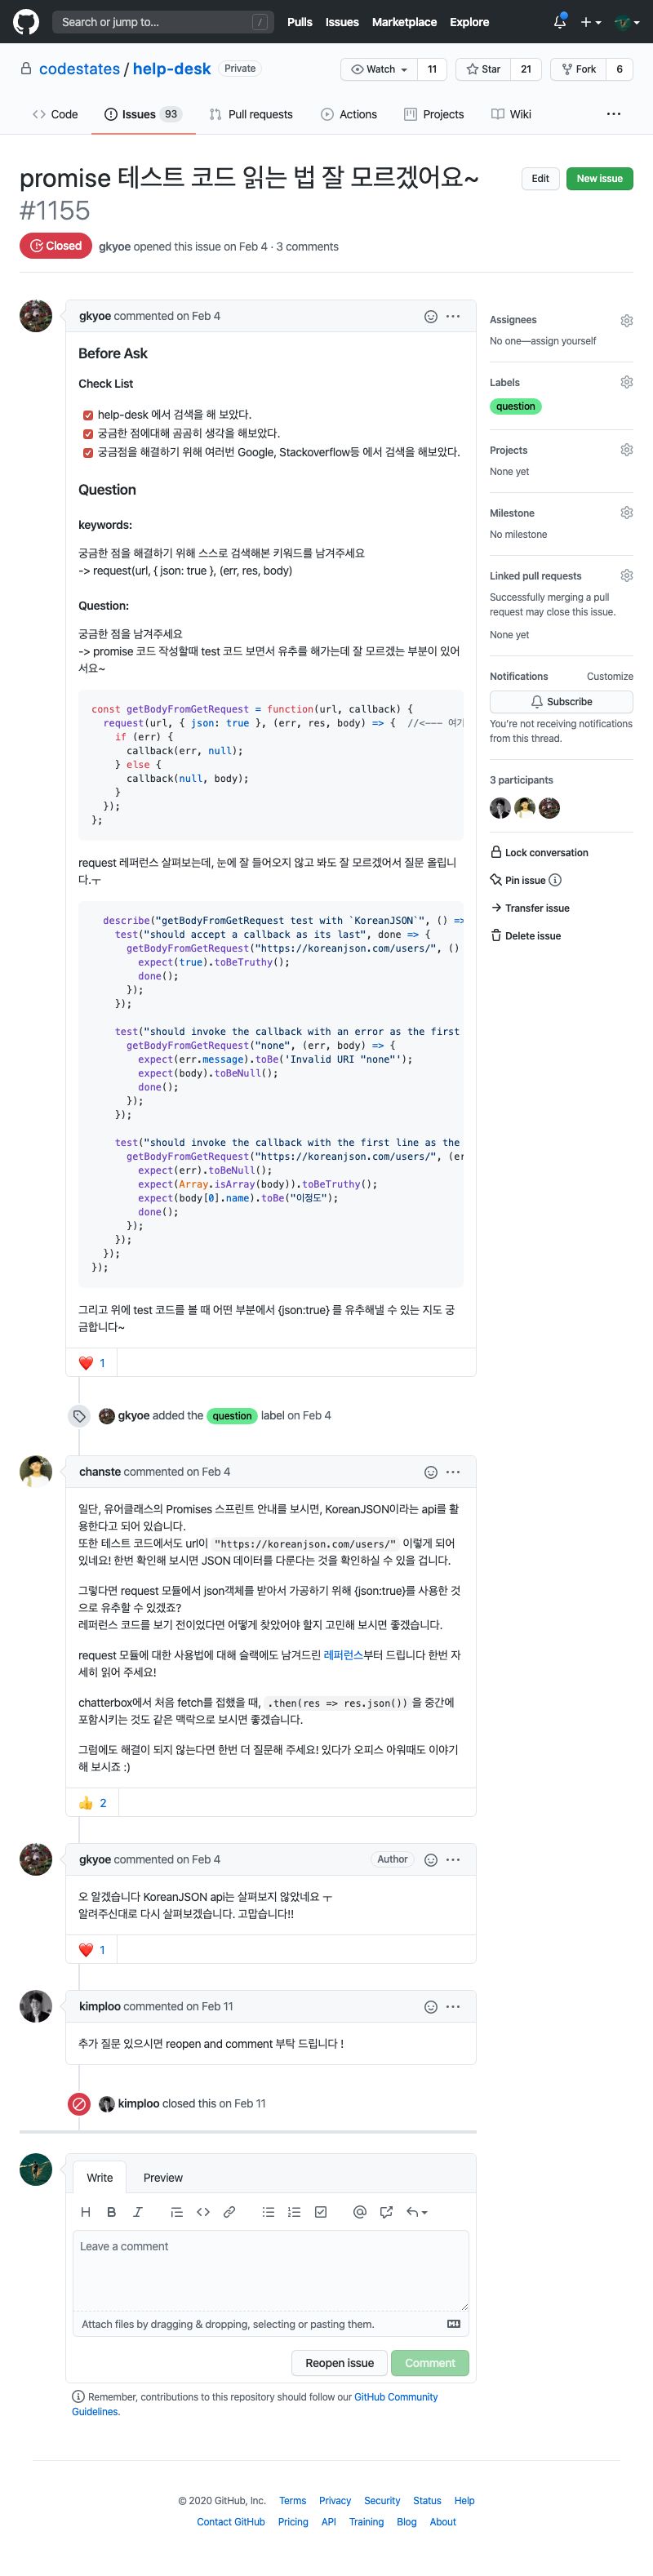 Search or jump to...
/
Pulls
Issues
Marketplace
Explore
codestates / help-desk
Private
Watch
11
Star
21
Fork
6
Code
Issues 93
Pull requests
Actions
Projects
Wiki
promise 테스트 코드 읽는 법 잘 모르겠어요~
#1155
Edit
New issue
Closed
gkyoe opened this issue on Feb 4 · 3 comments
gkyoe commented on Feb 4
Before Ask
Check List
help-desk 에서 검색을 해 보았다.
궁금한 점에대해 곰곰히 생각을 해보았다.
궁금점을 해결하기 위해 여러번 Google, Stackoverflow등 에서 검색을 해보았다.
Question
keywords:
궁금한 점을 해결하기 위해 스스로 검색해본 키워드를 남겨주세요
-> request(url, { json: true }, (err, res, body)
Question:
궁금한 점을 남겨주세요
-> promise 코드 작성할때 test 코드 보면서 유추를 해가는데 잘 모르겠는 부분이 있어
서요~
const getBodyFromGetRequest = function(url, callback) {
request(url, { json: true }, (err, res, body) => {  //<--- 여기
if (err) {
callback(err, null);
} else {
callback(null, body);
}
});
};
request 레퍼런스 살펴보는데, 눈에 잘 들어오지 않고 봐도 잘 모르겠어서 질문 올립니
다.ㅜ
describe("getBodyFromGetRequest test with `KoreanJSON`", () =>
test("should accept a callback as its last", done => {
getBodyFromGetRequest("https://koreanjson.com/users/", ()
expect(true).toBeTruthy();
done();
});
});
test("should invoke the callback with an error as the first
getBodyFromGetRequest("none", (err, body) => {
expect(err.message).toBe('Invalid URI "none"');
expect(body).toBeNull();
done();
});
});
test("should invoke the callback with the first line as the
getBodyFromGetRequest("https://koreanjson.com/users/", (er
expect(err).toBeNull();
expect(Array.isArray(body)).toBeTruthy();
expect(body[0].name).toBe("이정도");
done();
});
});
});
});
그리고 위에 test 코드를 볼 때 어떤 부분에서 {json:true} 를 유추해낼 수 있는 지도 궁
금합니다~
1
gkyoe added the question label on Feb 4
chanste commented on Feb 4
일단, 유어클래스의 Promises 스프린트 안내를 보시면, KoreanJSON이라는 api를 활
용한다고 되어 있습니다.
또한 테스트 코드에서도 url이 "https://koreanjson.com/users/" 이렇게 되어
있네요! 한번 확인해 보시면 JSON 데이터를 다룬다는 것을 확인하실 수 있을 겁니다.
그렇다면 request 모듈에서 json객체를 받아서 가공하기 위해 {json:true}를 사용한 것
으로 유추할 수 있겠죠?
레퍼런스 코드를 보기 전이었다면 어떻게 찾았어야 할지 고민해 보시면 좋겠습니다.
request 모듈에 대한 사용법에 대해 슬랙에도 남겨드린 레퍼런스부터 드립니다 한번 자
세히 읽어 주세요!
chatterbox에서 처음 fetch를 접했을 때, .then(res => res.json()) 을 중간에
포함시키는 것도 같은 맥락으로 보시면 좋겠습니다.
그럼에도 해결이 되지 않는다면 한번 더 질문해 주세요! 있다가 오피스 아워때도 이야기
해 보시죠 :)
2
gkyoe commented on Feb 4
Author
오 알겠습니다 KoreanJSON api는 살펴보지 않았네요 ㅜ
알려주신대로 다시 살펴보겠습니다. 고맙습니다!!
1
kimploo commented on Feb 11
추가 질문 있으시면 reopen and comment 부탁 드립니다 !
kimploo closed this on Feb 11
Write
Preview
Leave a comment
Attach files by dragging & dropping, selecting or pasting them.
Reopen issue
Comment
Remember, contributions to this repository should follow our GitHub Community
Guidelines.
Assignees
No one—assign yourself
Labels
question
Projects
None yet
Milestone
No milestone
Linked pull requests
Successfully merging a pull
request may close this issue.
None yet
Notifications
Customize
Subscribe
You're not receiving notifications
from this thread.
3 participants
Lock conversation
Pin issue
Transfer issue
Delete issue
© 2020 GitHub, Inc.
Terms
Privacy
Security
Status
Help
Contact GitHub
Pricing
API
Training
Blog
About